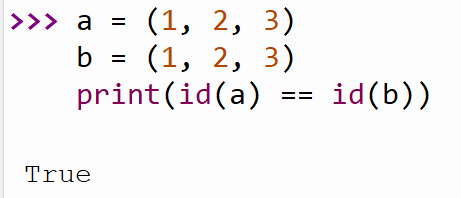 >>> a = (1, 2, 3)
    b = (1, 2, 3)
    print(id(a) == id(b))
True